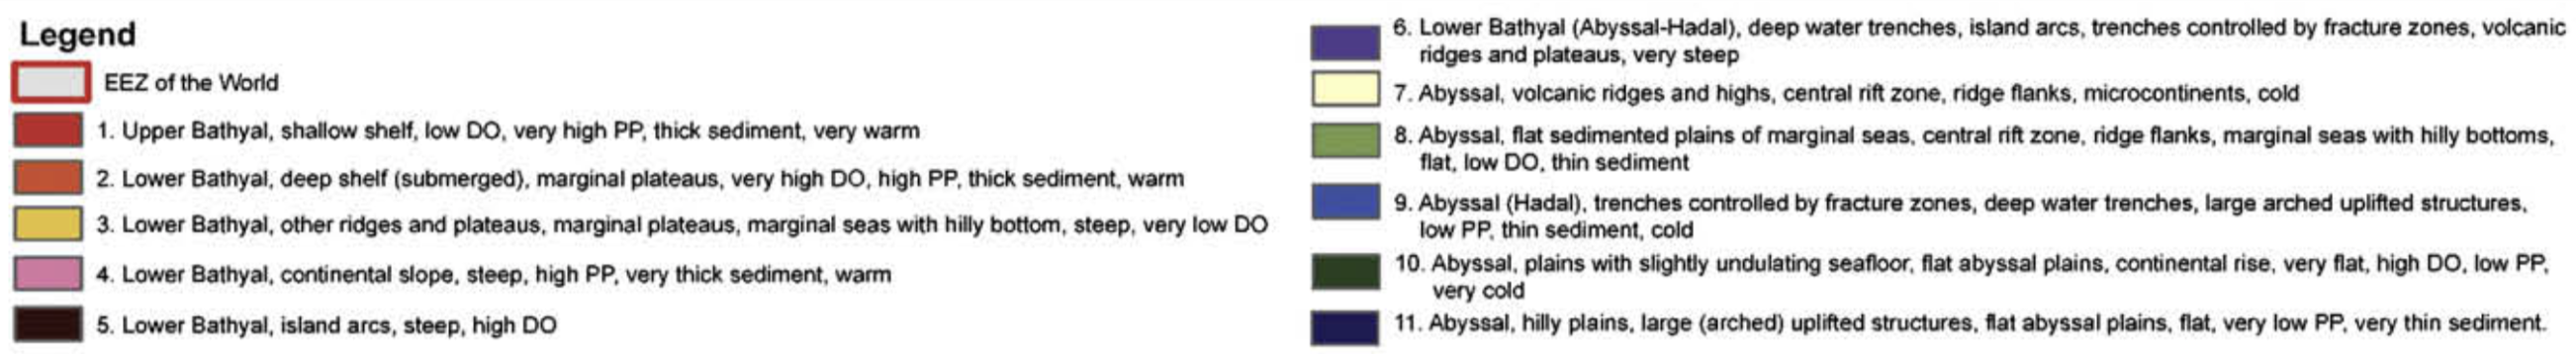 Legend
EEZ of the World
1. Upper Bathyal, shallow shelf, low DO, very high PP, thick sediment, very warm
2. Lower Bathyal, deep shelf (submerged), marginal plateaus, very high DO, high PP, thick sediment, warm
3. Lower Bathyal, other ridges and plateaus, marginal plateaus, marginal seas with hilly bottom, steep, very low DO
4. Lower Bathyal, continental slope, steep, high PP, very thick sediment, warm
5. Lower Bathyal, island arcs, steep, high DO
6. Lower Bathyal (Abyssal-Hadal), deep water trenches, island arcs, trenches controlled by fracture zones, volcanic
ridges and plateaus, very steep
7. Abyssal, volcanic ridges and highs, central rift zone, ridge flanks, microcontinents, cold
8. Abyssal, flat sedimented plains of marginal seas, central rift zone, ridge flanks, marginal seas with hilly bottoms,
flat, low DO, thin sediment
9. Abyssal (Hadal), trenches controlled by fracture zones, deep water trenches, large arched uplifted structures,
low PP, thin sediment, cold
10. Abyssal, plains with slightly undulating seafloor, flat abyssal plains, continental rise, very flat, high DO, low PP,
very cold
11. Abyssal, hilly plains, large (arched) uplifted structures, flat abyssal plains, flat, very low PP, very thin sediment.